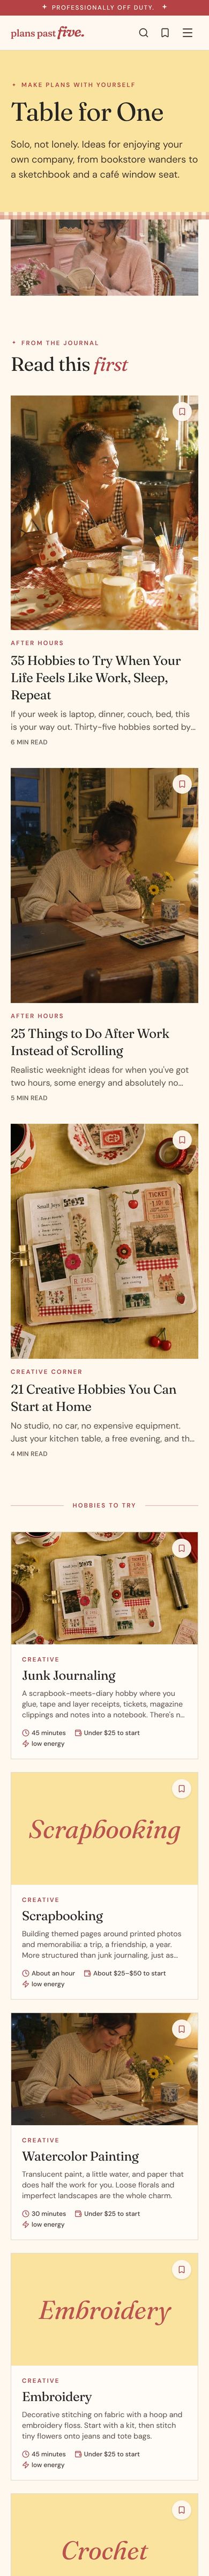 PROFESSIONALLY OFF DUTY.
plans past five.
MAKE PLANS WITH YOURSELF
Table for One
Solo, not lonely. Ideas for enjoying your
own company, from bookstore wanders to
a sketchbook and a café window seat.
FROM THE JOURNAL
Read this first
AFTER HOURS
35 Hobbies to Try When Your
Life Feels Like Work, Sleep,
Repeat
If your week is laptop, dinner, couch, bed, this
is your way out. Thirty-five hobbies sorted by...
6 MIN READ
AFTER HOURS
25 Things to Do After Work
Instead of Scrolling
Realistic weeknight ideas for when you've got
two hours, some energy and absolutely no...
5 MIN READ
Small Joys
TICKET
CREATIVE CORNER
21 Creative Hobbies You Can
Start at Home
No studio, no car, no expensive equipment.
Just your kitchen table, a free evening, and th...
4 MIN READ
HOBBIES TO TRY
CREATIVE
Junk Journaling
A scrapbook-meets-diary hobby where you
glue, tape and layer receipts, tickets, magazine
clippings and notes into a notebook. There's n...
45 minutes Under $25 to start
low energy
Scrapbooking
CREATIVE
Scrapbooking
Building themed pages around printed photos
and memorabilia: a trip, a friendship, a year.
More structured than junk journaling, just as...
About an hour About $25–$50 to start
low energy
CREATIVE
Watercolor Painting
Translucent paint, a little water, and paper that
does half the work for you. Loose florals and
imperfect landscapes are the whole charm.
30 minutes Under $25 to start
low energy
Embroidery
CREATIVE
Embroidery
Decorative stitching on fabric with a hoop and
embroidery floss. Start with a kit, then stitch
tiny flowers onto jeans and tote bags.
45 minutes Under $25 to start
low energy
Crochet